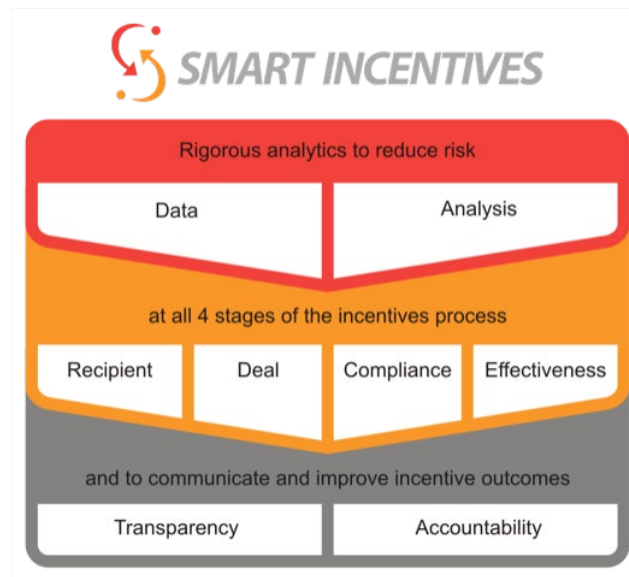 SMART INCENTIVES
Rigorous analytics to reduce risk
Data
Analysis
at all 4 stages of the incentives process
Recipient
Deal
Compliance
Effectiveness
and to communicate and improve incentive outcomes
Transparency
Accountability